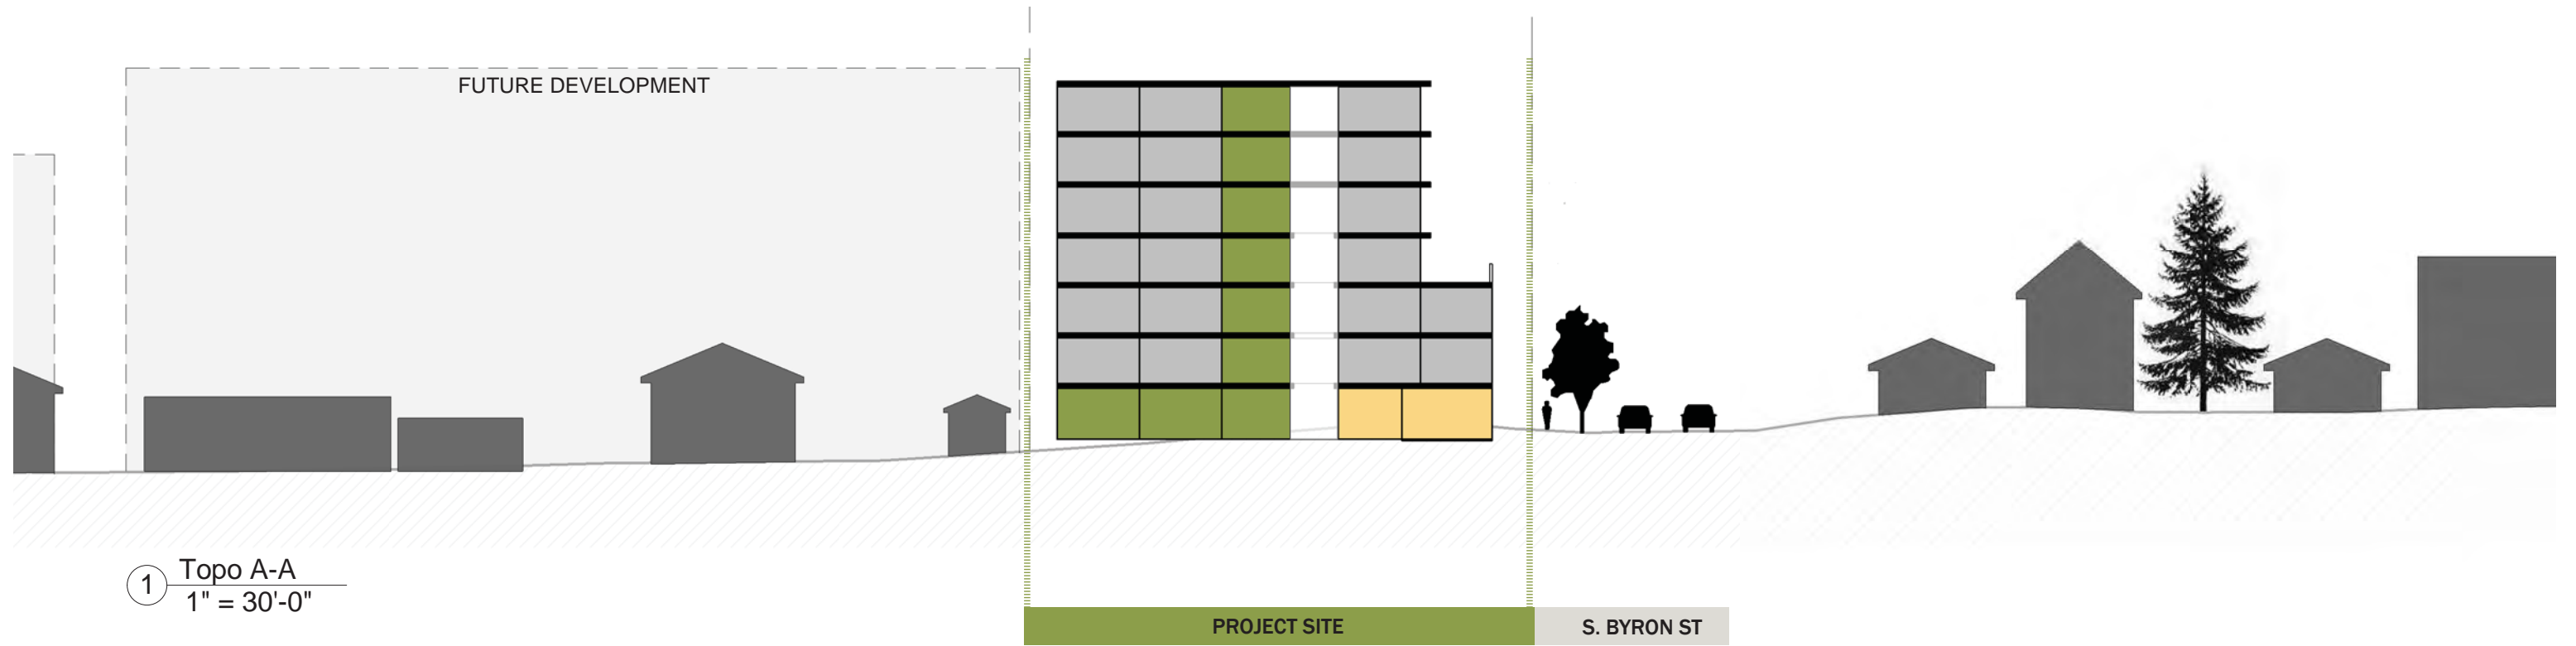 FUTURE DEVELOPMENT
1
Topo A-A
1" = 30'-0"
PROJECT SITE
S. BYRON ST